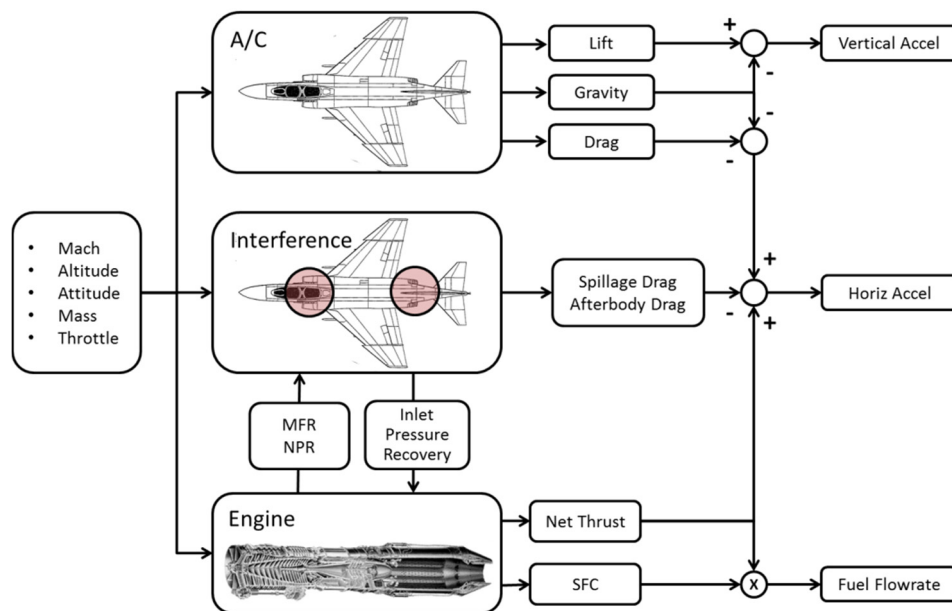 A/C
Lift
+
Vertical Accel
-
Gravity
-
Drag
-
• Mach
• Altitude
• Attitude
• Mass
• Throttle
Interference
Spillage Drag
Afterbody Drag
+
-
+
Horiz Accel
MFR
NPR
Inlet
Pressure
Recovery
Engine
Net Thrust
SFC
x
Fuel Flowrate